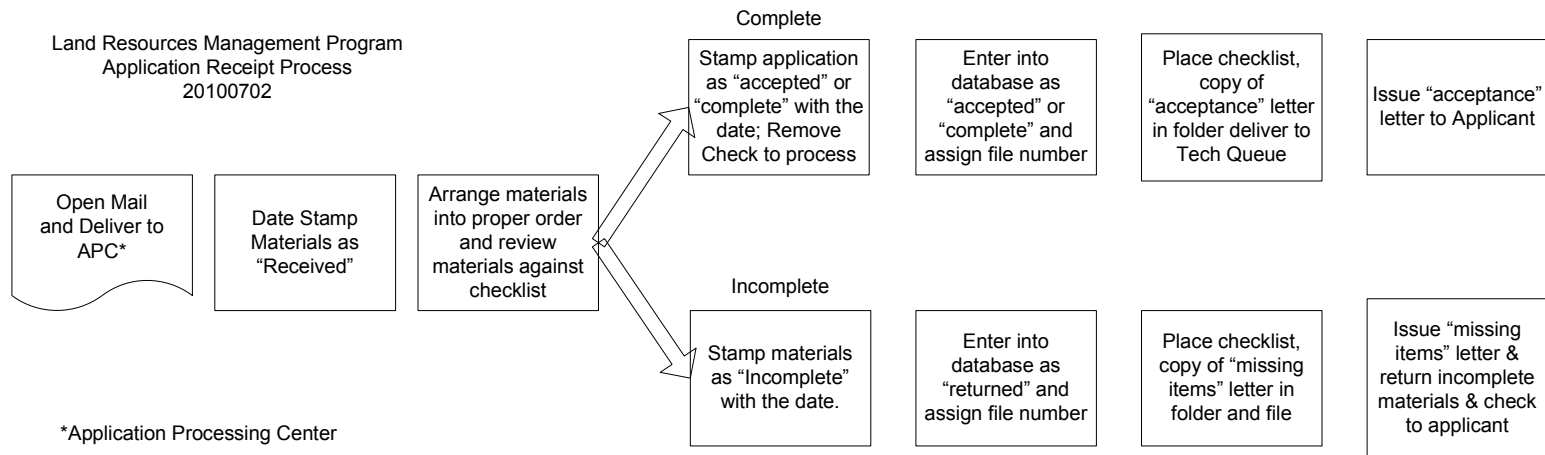 Land Resources Management Program
Application Receipt Process
20100702
Open Mail
and Deliver to
APC*
Date Stamp
Materials as
“Received”
Arrange materials
into proper order
and review
materials against
checklist
Complete
Stamp application
as “accepted” or
“complete” with the
date; Remove
Check to process
Enter into
database as
“accepted” or
“complete” and
assign file number
Place checklist,
copy of
“acceptance” letter
in folder deliver to
Tech Queue
Issue “acceptance”
letter to Applicant
Incomplete
Stamp materials
as “Incomplete”
with the date.
Enter into
database as
“returned” and
assign file number
Place checklist,
copy of “missing
items” letter in
folder and file
Issue “missing
items” letter &
return incomplete
materials & check
to applicant
*Application Processing Center